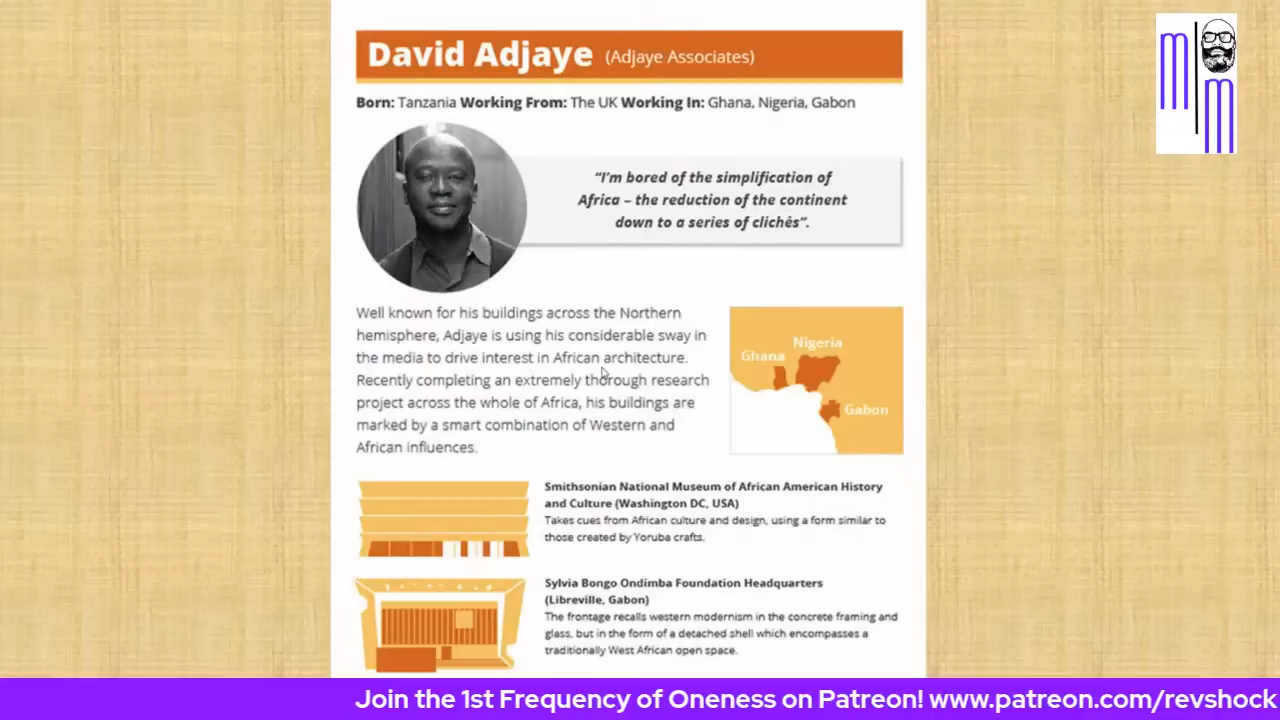 David Adjaye (Adjaye Associates)
Born: Tanzania Working From: The UK Working In: Ghana, Nigeria, Gabon
“I’m bored of the simplification of
Africa – the reduction of the continent
down to a series of clichés”.
Well known for his buildings across the Northern
hemisphere, Adjaye is using his considerable sway in
the media to drive interest in African architecture.
Recently completing an extremely thorough research
project across the whole of Africa, his buildings are
marked by a smart combination of Western and
African influences.
Nigeria
Ghana
Gabon
Smithsonian National Museum of African American History
and Culture (Washington DC, USA)
Takes cues from African culture and design, using a form similar to
those created by Yoruba crafts.
Sylvia Bongo Ondimba Foundation Headquarters
(Libreville, Gabon)
The frontage recalls western modernism in the concrete framing and
glass, but in the form of a detached shell which encompasses a
traditionally West African open space.
m
m
Join the 1st Frequency of Oneness on Patreon! www.patreon.com/revshock